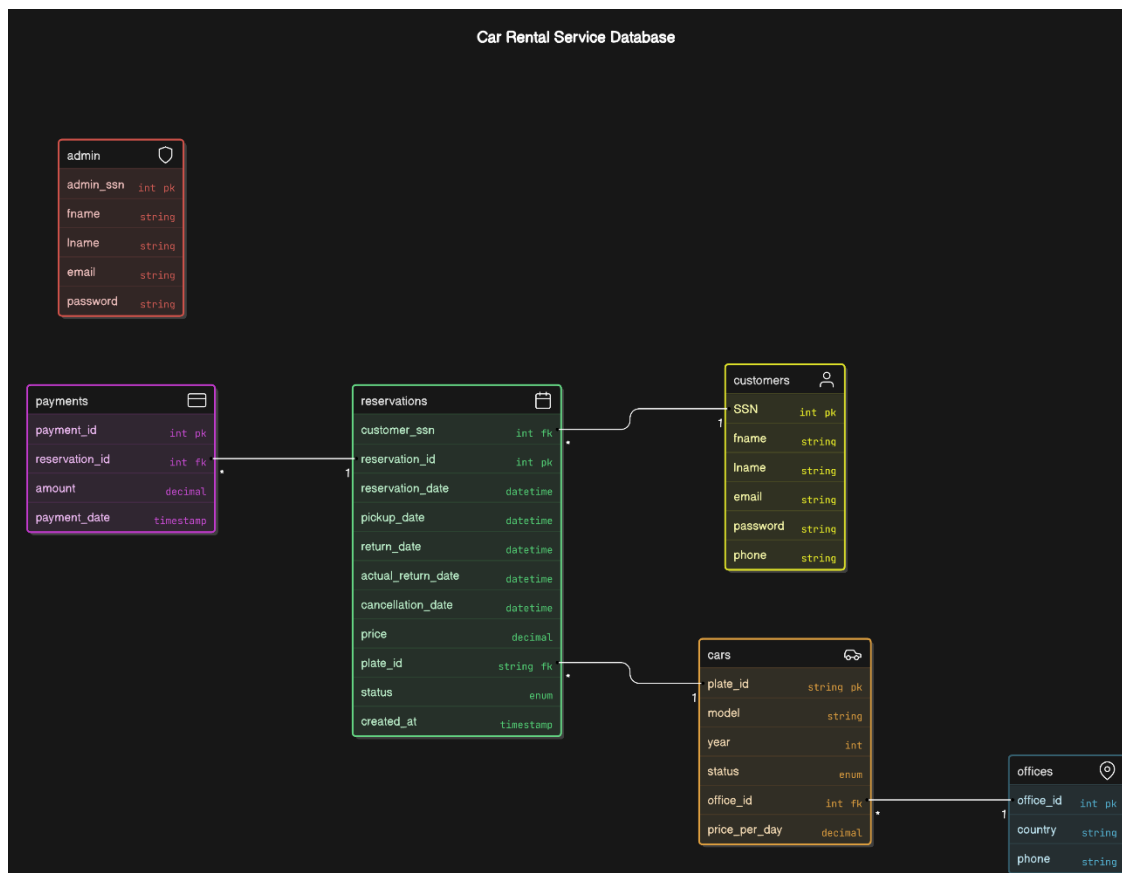 Car Rental Service Database
admin
admin_ssn int pk
fname string
lname string
email string
password string
payments
payment_id int pk
reservation_id int fk
amount decimal
payment_date timestamp
* 1
reservations
customer_ssn int fk
reservation_id int pk
reservation_date datetime
pickup_date datetime
return_date datetime
actual_return_date datetime
cancellation_date datetime
price decimal
plate_id string fk
status enum
created_at timestamp
* 1
customers
SSN int pk
fname string
lname string
email string
password string
phone string
* 1
cars
plate_id string pk
model string
year int
status enum
office_id int fk
price_per_day decimal
* 1
offices
office_id int pk
country string
phone string